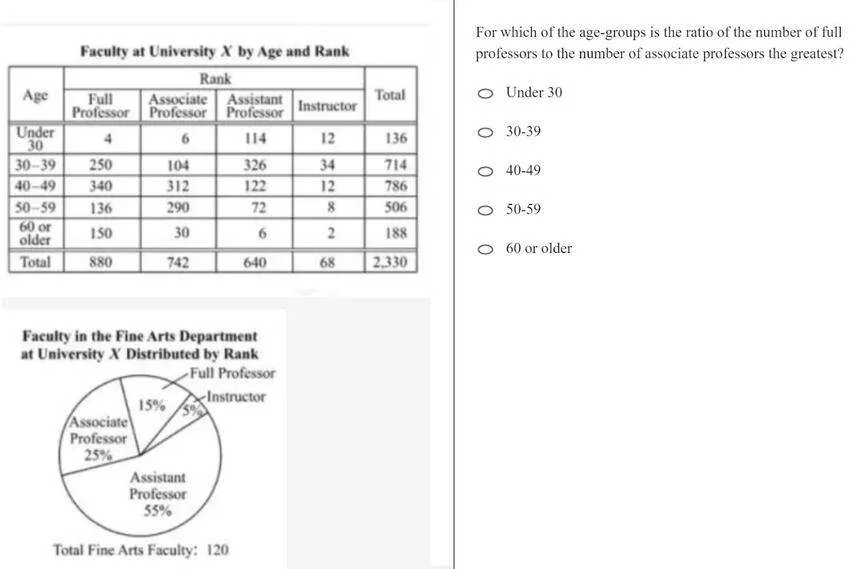 Faculty at University X by Age and Rank
Age Rank Total
Full Professor Associate Professor Assistant Professor Instructor
Under 30 4 6 114 12 136
30–39 250 104 326 34 714
40–49 340 312 122 12 786
50–59 136 290 72 8 506
60 or older 150 30 6 2 188
Total 880 742 640 68 2,330
Faculty in the Fine Arts Department
at University X Distributed by Rank
Full Professor
15%
Instructor
5%
Associate
Professor
25%
Assistant
Professor
55%
Total Fine Arts Faculty: 120
For which of the age-groups is the ratio of the number of full
professors to the number of associate professors the greatest?
Under 30
30-39
40-49
50-59
60 or older